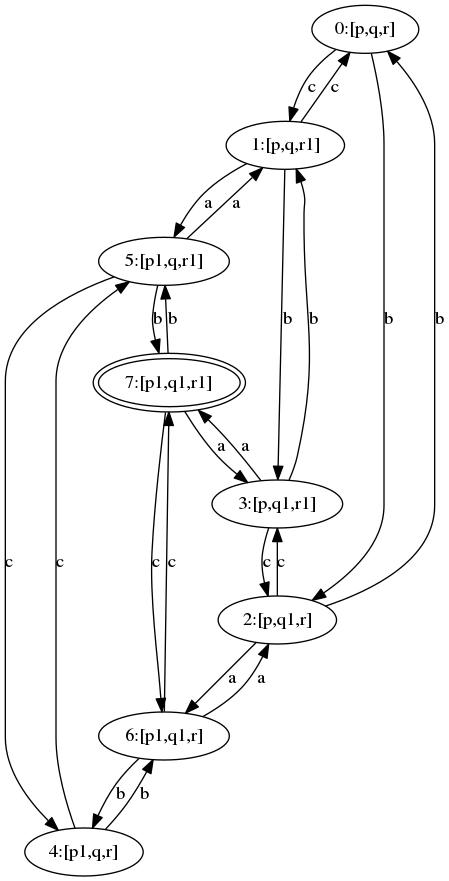 0:[p,q,r]
c c
1:[p,q,r1]
a a
5:[p1,q,r1]
b b b b b b
7:[p1,q1,r1]
a a
3:[p,q1,r1]
c c c c c c
2:[p,q1,r]
a a
6:[p1,q1,r]
b b
4:[p1,q,r]